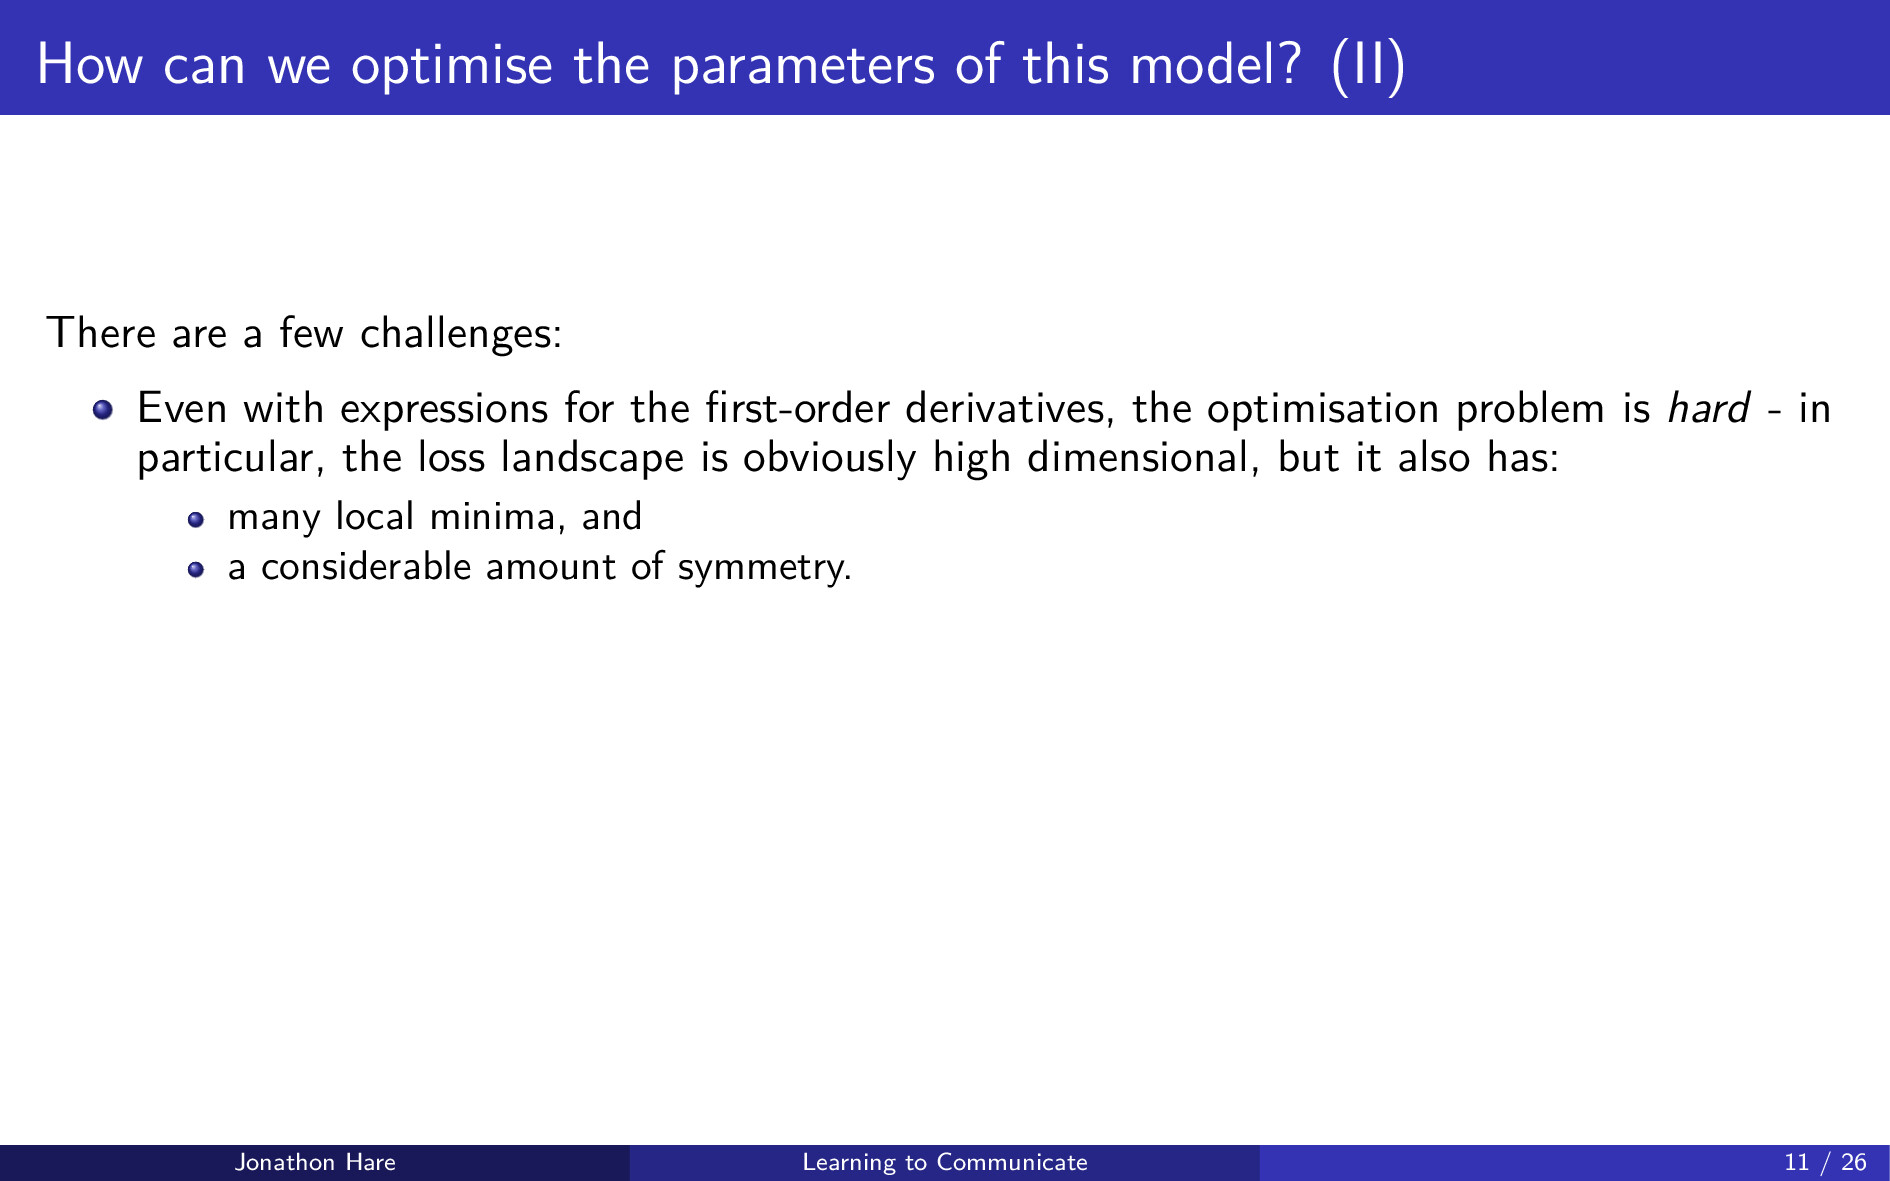 How can we optimise the parameters of this model? (II)
There are a few challenges:
Even with expressions for the first-order derivatives, the optimisation problem is hard - in
particular, the loss landscape is obviously high dimensional, but it also has:
many local minima, and
a considerable amount of symmetry.
Jonathon Hare Learning to Communicate 11 / 26